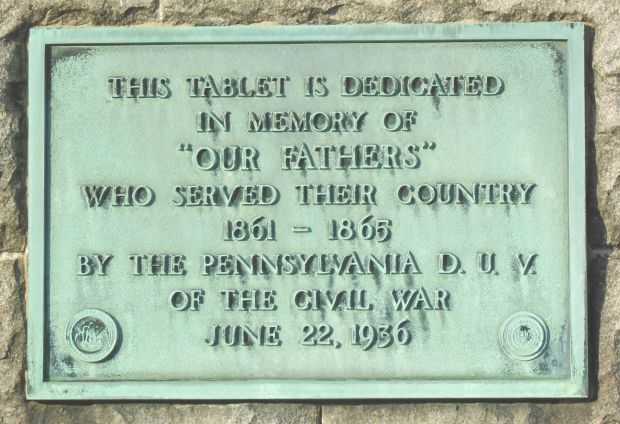 THIS TABLET IS DEDICATED
IN MEMORY OF
"OUR FATHERS"
WHO SERVED THEIR COUNTRY
1861 - 1865
BY THE PENNSYLVANIA D. U. V.
OF THE CIVIL WAR
JUNE 22, 1936